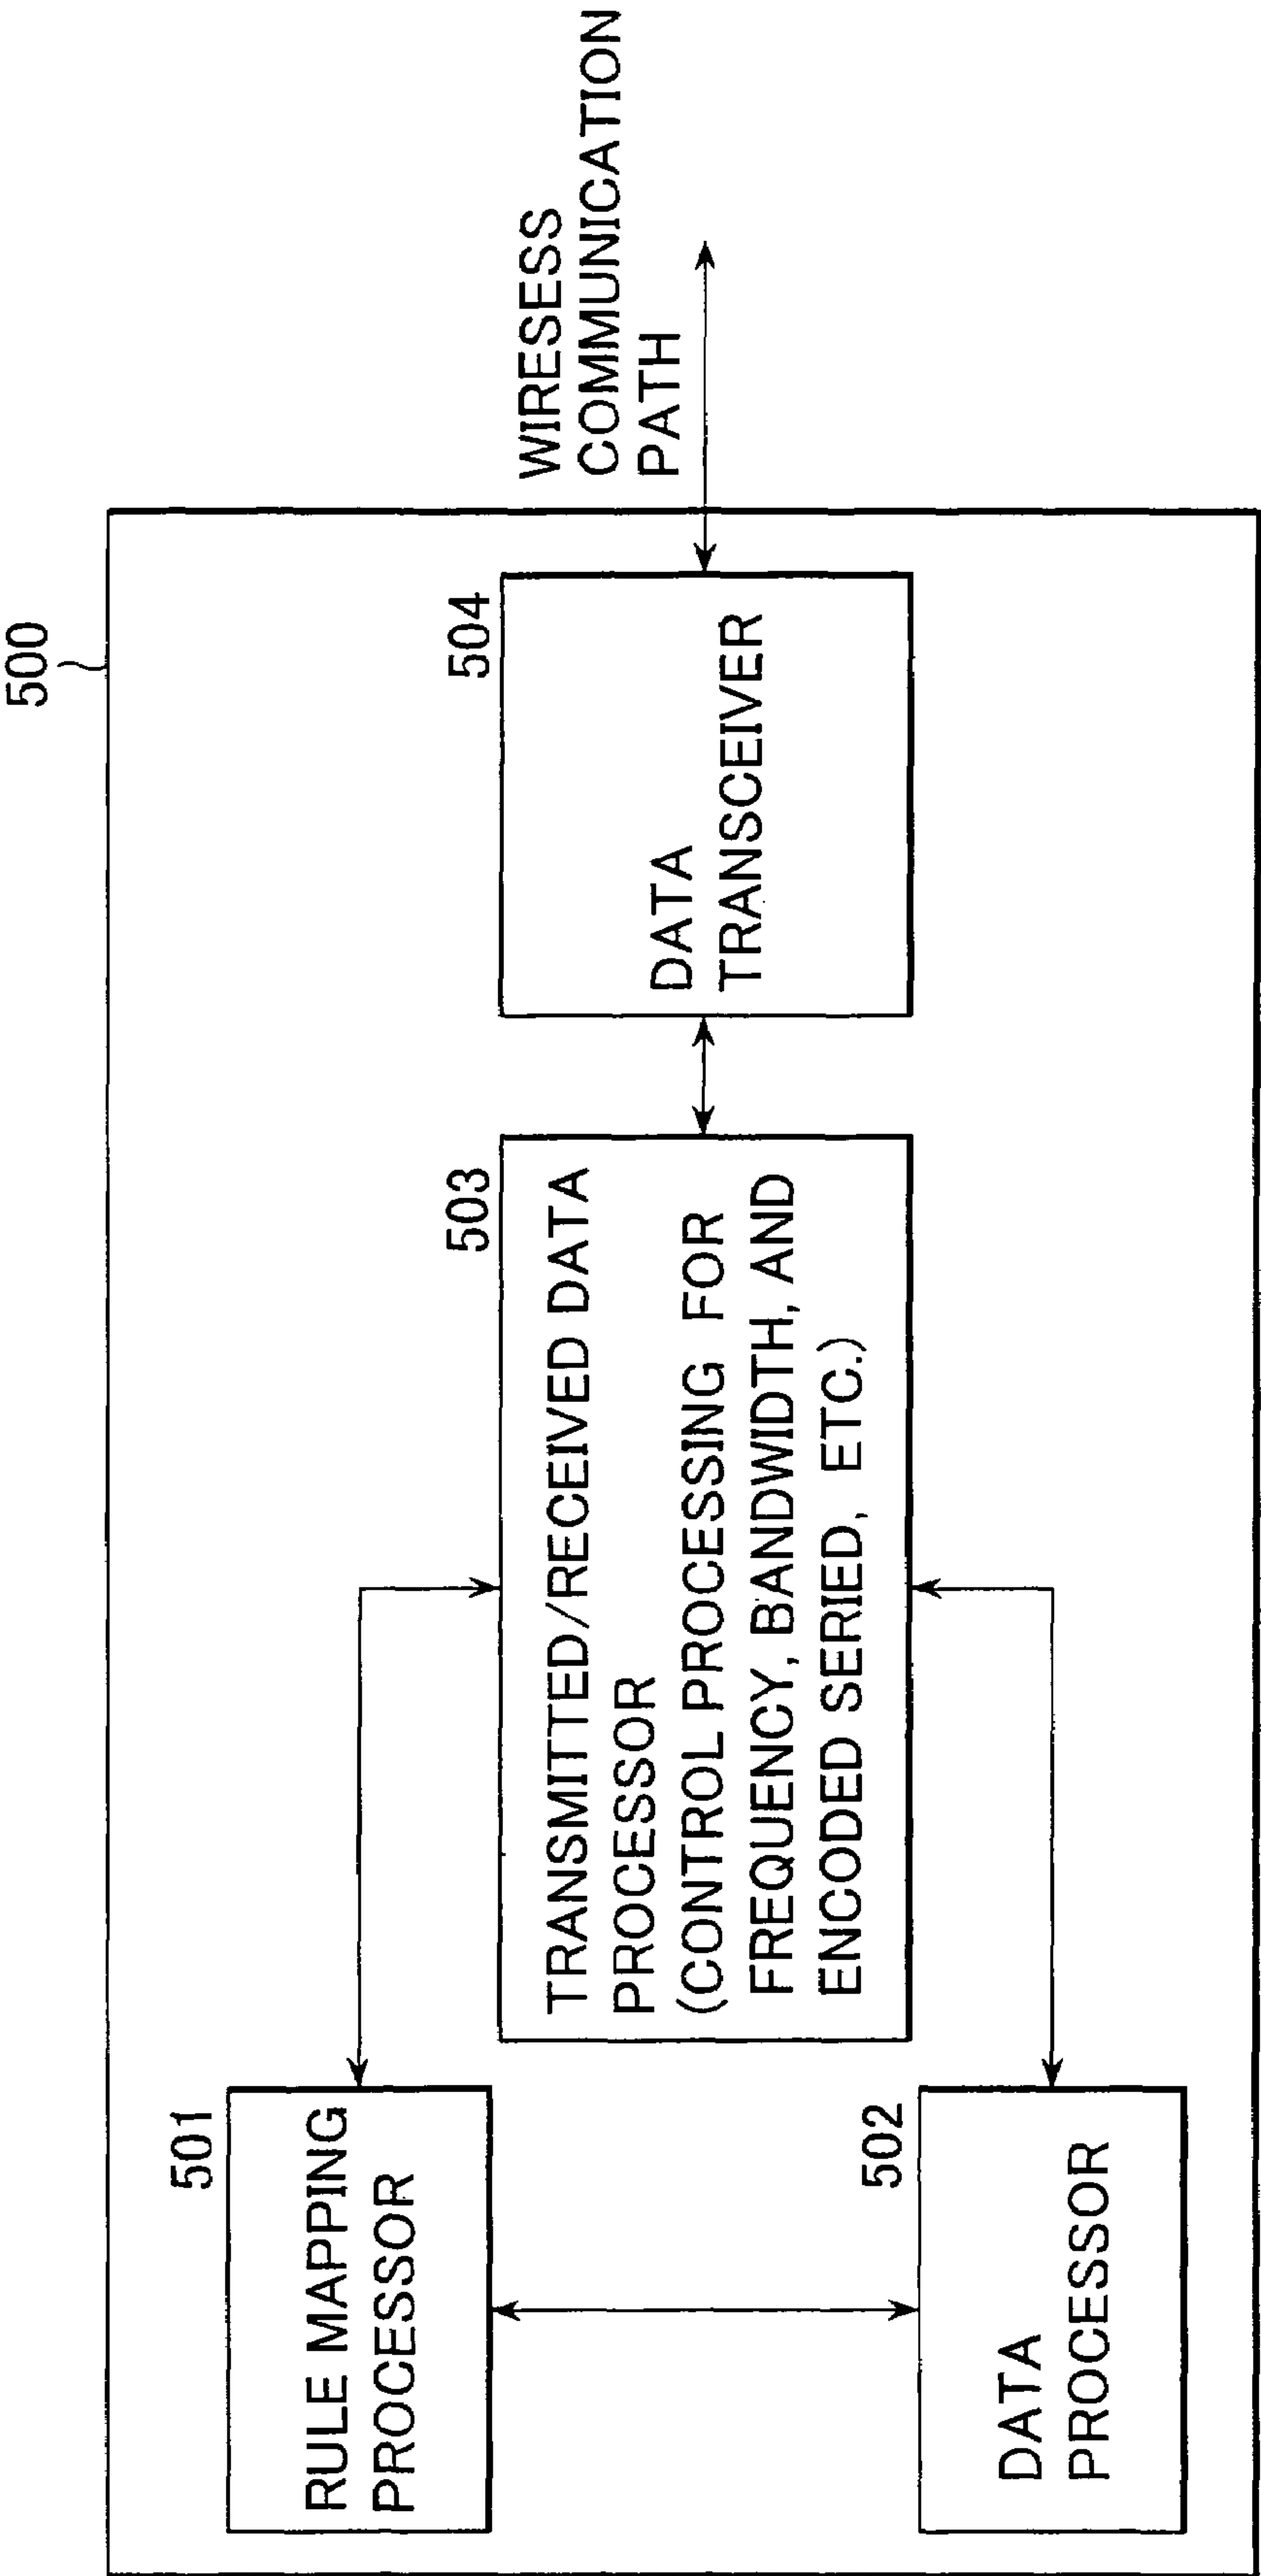 500
501
RULE MAPPING
PROCESSOR
502
DATA
PROCESSOR
503
TRANSMITTED/RECEIVED DATA
PROCESSOR
(CONTROL PROCESSING FOR
FREQUENCY, BANDWIDTH, AND
ENCODED SERIED, ETC.)
504
DATA
TRANSCEIVER
WIRESESS
COMMUNICATION
PATH